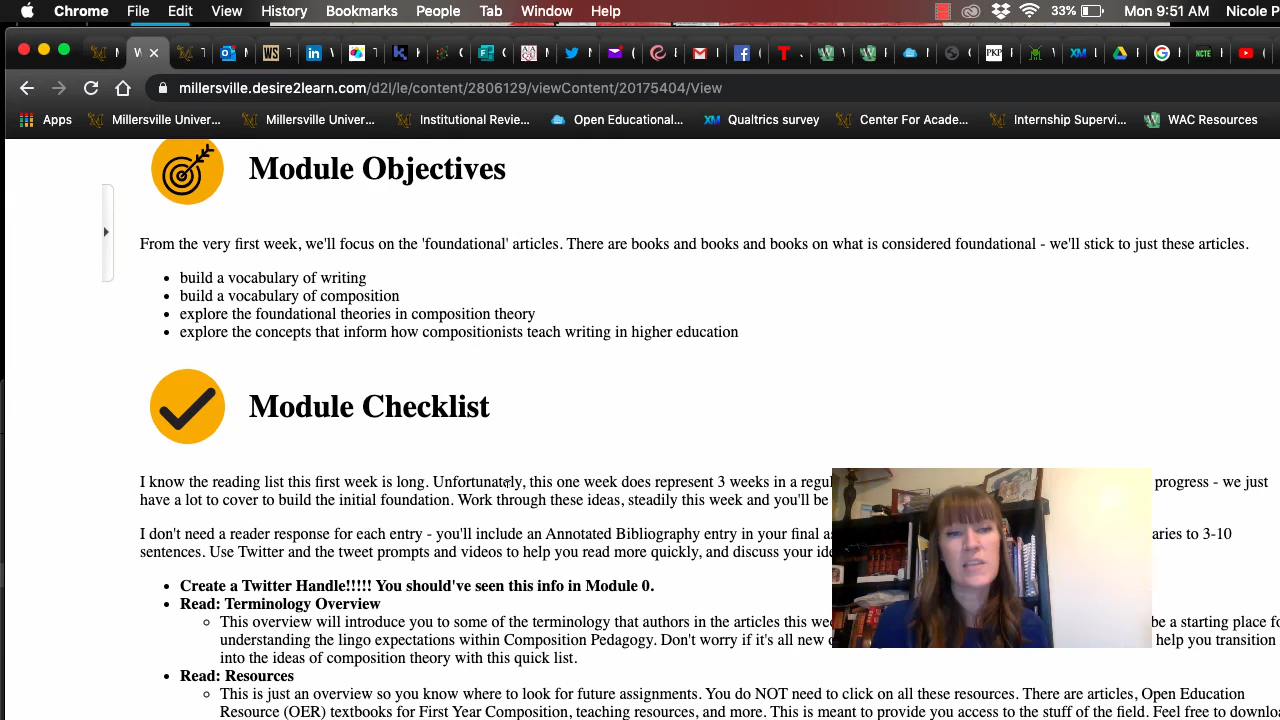 Chrome File Edit View History Bookmarks People Tab Window Help 33% Mon 9:51 AM Nicole P
millersville.desire2learn.com/d2l/le/content/2806129/viewContent/20175404/View
Apps Millersville Univer... Millersville Univer... Institutional Revie... Open Educational... Qualtrics survey Center For Acade... Internship Supervi... WAC Resources
Module Objectives
From the very first week, we'll focus on the 'foundational' articles. There are books and books and books on what is considered foundational - we'll stick to just these articles.
• build a vocabulary of writing
• build a vocabulary of composition
• explore the foundational theories in composition theory
• explore the concepts that inform how compositionists teach writing in higher education
Module Checklist
I know the reading list this first week is long. Unfortunately, this one week does represent 3 weeks in a regul progress - we just
have a lot to cover to build the initial foundation. Work through these ideas, steadily this week and you'll be
I don't need a reader response for each entry - you'll include an Annotated Bibliography entry in your final as aries to 3-10
sentences. Use Twitter and the tweet prompts and videos to help you read more quickly, and discuss your ide
• Create a Twitter Handle!!!!! You should've seen this info in Module 0.
• Read: Terminology Overview
This overview will introduce you to some of the terminology that authors in the articles this wee be a starting place fo
understanding the lingo expectations within Composition Pedagogy. Don't worry if it's all new help you transition
into the ideas of composition theory with this quick list.
• Read: Resources
This is just an overview so you know where to look for future assignments. You do NOT need to click on all these resources. There are articles, Open Education
Resource (OER) textbooks for First Year Composition, teaching resources, and more. This is meant to provide you access to the stuff of the field. Feel free to downlo